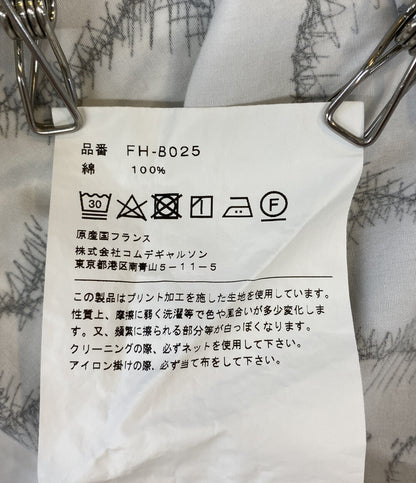 品番 FH-B025
綿 100%
30 F
原産国フランス
株式会社コムデギャルソン
東京都港区南青山5-11-5
この製品はプリント加工を施した生地を使用しています。
性質上、摩擦に弱く洗濯等で色や風合いが多少変化しま
す。又、頻繁に擦られる部分等が白っぽくなります。
クリーニングの際、必ずネットを使用して下さい。
アイロン掛けの際、必ず当て布をして下さい。